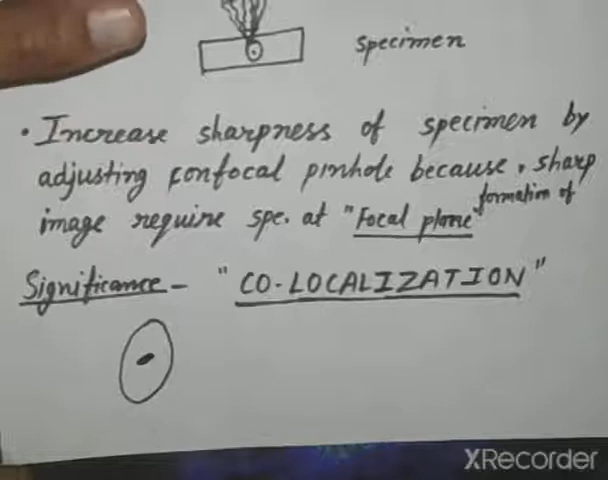 specimen
• Increase sharpness of specimen by
adjusting confocal pinhole because, sharp
formation of
image require spe. at "Focal plane"
Significance - "CO-LOCALIZATION"
XRecorder